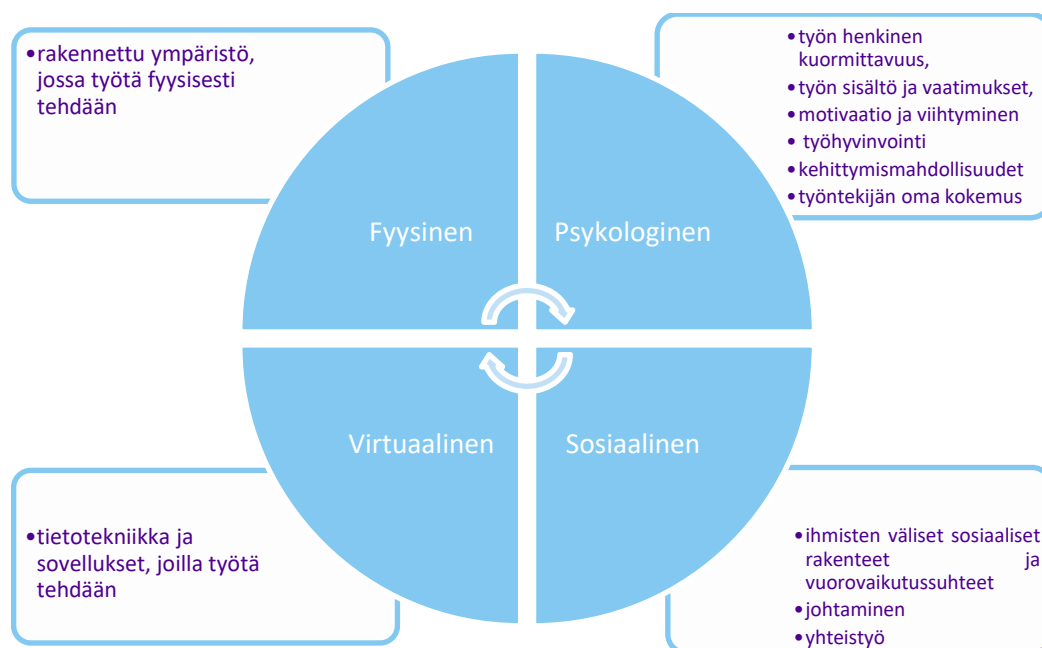 •rakennettu ympäristö,
jossa työtä fyysisesti
tehdään
•työn henkinen
kuormittavuus,
•työn sisältö ja vaatimukset,
•motivaatio ja viihtyminen
• työhyvinvointi
•kehittymismahdollisuudet
•työntekijän oma kokemus
Fyysinen
Psykologinen
Virtuaalinen
Sosiaalinen
•tietotekniikka ja
sovellukset, joilla työtä
tehdään
•ihmisten väliset sosiaaliset
rakenteet ja
vuorovaikutussuhteet
•johtaminen
•yhteistyö